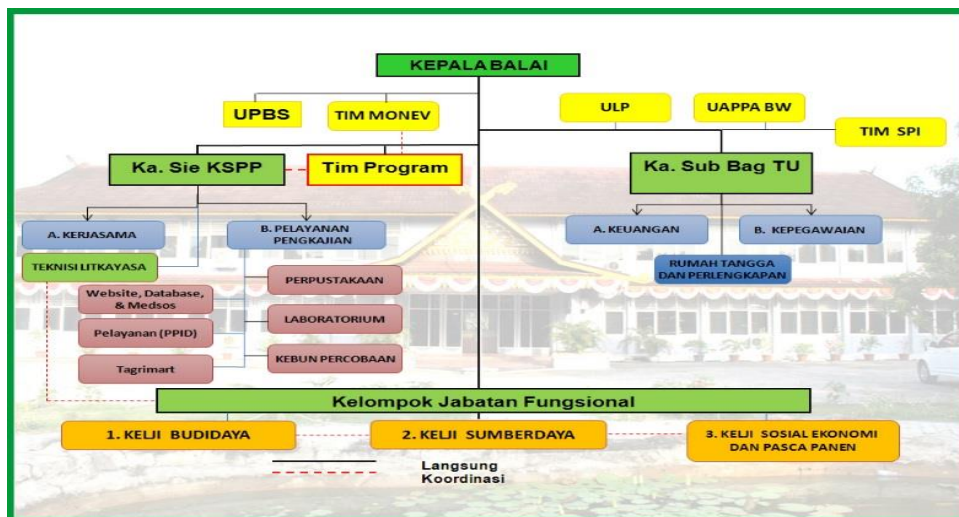 KEPALA BALAI
UPBS
TIM MONEV
ULP
UAPPA BW
TIM SPI
Ka. Sie KSPP
Tim Program
Ka. Sub Bag TU
A. KERJASAMA
B. PELAYANAN
PENGKAJIAN
A. KEUANGAN
B. KEPEGAWAIAN
TEKNISI LITKAYASA
RUMAH TANGGA
DAN PERLENGKAPAN
Website, Database,
& Medsos
PERPUSTAKAAN
Pelayanan (PPID)
LABORATORIUM
Tagrimart
KEBUN PERCOBAAN
Kelompok Jabatan Fungsional
1. KELJI BUDIDAYA
2. KELJI SUMBERDAYA
3. KELJI SOSIAL EKONOMI
DAN PASCA PANEN
Langsung
Koordinasi